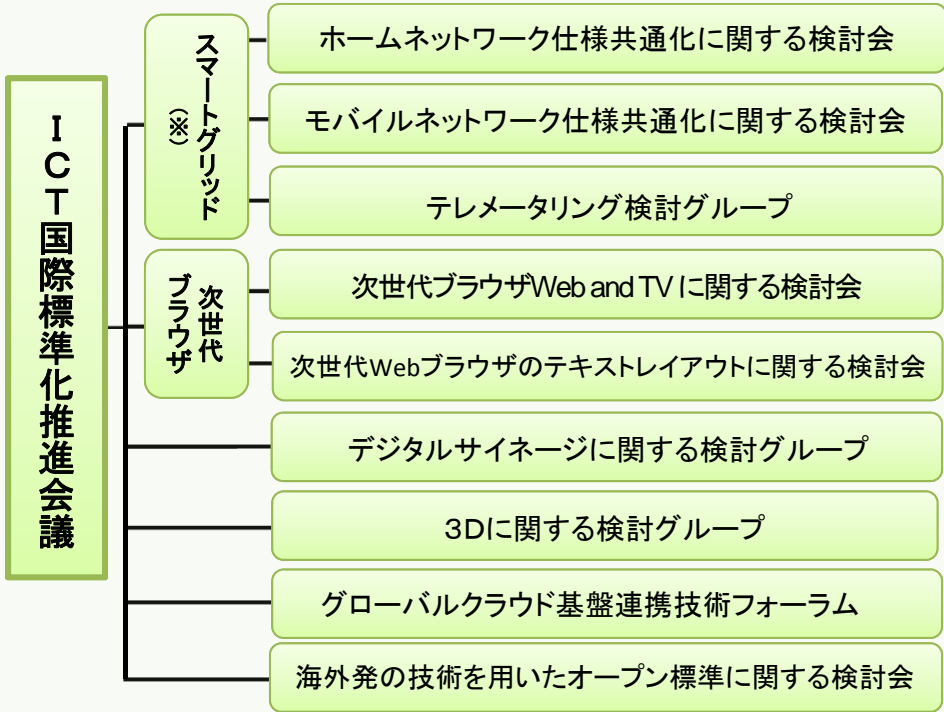 ICT国際標準化推進会議
スマートグリッド
(※)
ホームネットワーク仕様共通化に関する検討会
モバイルネットワーク仕様共通化に関する検討会
テレメータリング検討グループ
次世代
ブラウザ
次世代ブラウザWeb and TV に関する検討会
次世代Webブラウザのテキストレイアウトに関する検討会
デジタルサイネージに関する検討グループ
3Dに関する検討グループ
グローバルクラウド基盤連携技術フォーラム
海外発の技術を用いたオープン標準に関する検討会